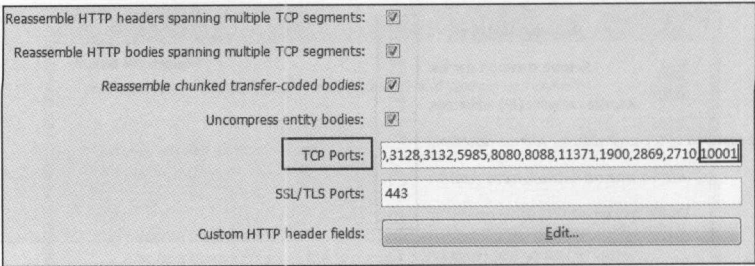 Reassemble HTTP headers spanning multiple TCP segments:
Reassemble HTTP bodies spanning multiple TCP segments:
Reassemble chunked transfer-coded bodies:
Uncompress entity bodies:
TCP Ports: 0,3128,3132,5985,8080,8088,11371,1900,2869,2710,10001
SSL/TLS Ports: 443
Custom HTTP header fields: Edit...